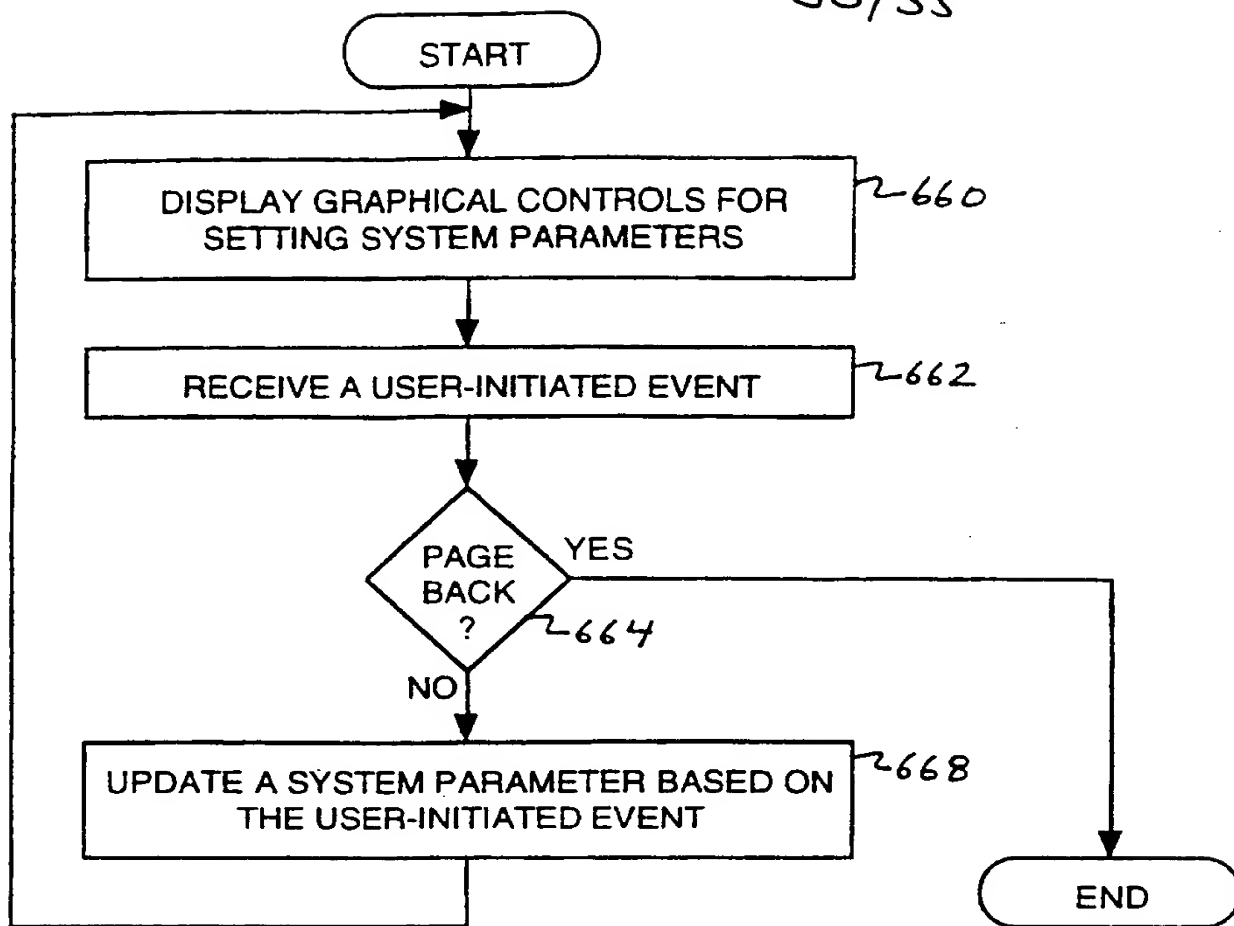 START
DISPLAY GRAPHICAL CONTROLS FOR
SETTING SYSTEM PARAMETERS
660
RECEIVE A USER-INITIATED EVENT
662
PAGE
BACK
?
YES
664
NO
UPDATE A SYSTEM PARAMETER BASED ON
THE USER-INITIATED EVENT
668
END